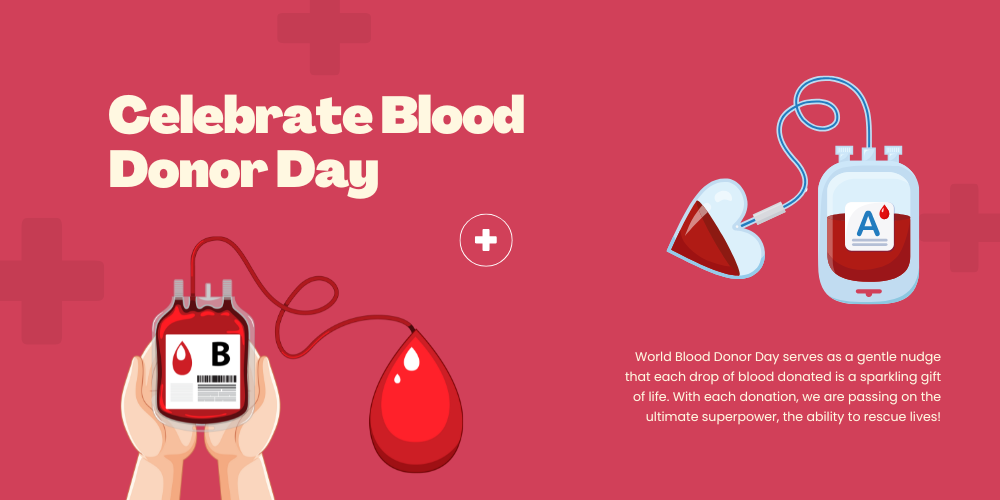 Celebrate Blood
Donor Day
A
B
World Blood Donor Day serves as a gentle nudge
that each drop of blood donated is a sparkling gift
of life. With each donation, we are passing on the
ultimate superpower, the ability to rescue lives!